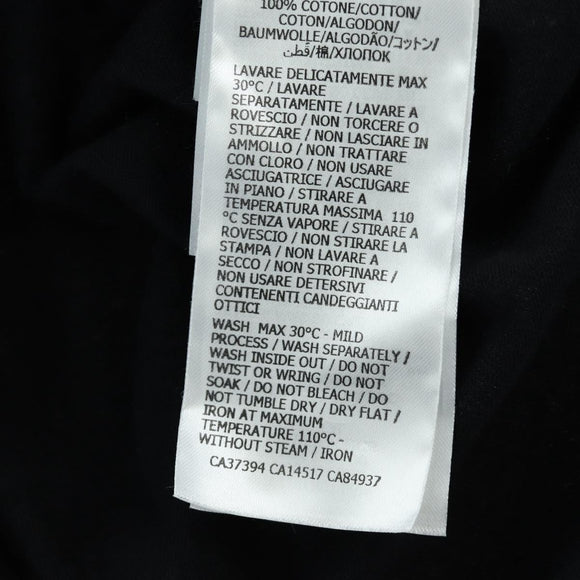 100% COTONE/COTTON/
COTON/ALGODON/
BAUMWOLLE/ALGODÃO/コットン/
قطن/棉/ХЛОПОК
LAVARE DELICATAMENTE MAX
30°C / LAVARE
SEPARATAMENTE / LAVARE A
ROVESCIO / NON TORCERE O
STRIZZARE / NON LASCIARE IN
AMMOLLO / NON TRATTARE
CON CLORO / NON USARE
ASCIUGATRICE / ASCIUGARE
IN PIANO / STIRARE A
TEMPERATURA MASSIMA 110
°C SENZA VAPORE / STIRARE A
ROVESCIO / NON STIRARE LA
STAMPA / NON LAVARE A
SECCO / NON STROFINARE /
NON USARE DETERSIVI
CONTENENTI CANDEGGIANTI
OTTICI
WASH MAX 30°C - MILD
PROCESS / WASH SEPARATELY /
WASH INSIDE OUT / DO NOT
TWIST OR WRING / DO NOT
SOAK / DO NOT BLEACH / DO
NOT TUMBLE DRY / DRY FLAT /
IRON AT MAXIMUM
TEMPERATURE 110°C -
WITHOUT STEAM / IRON
CA37394 CA14517 CA84937